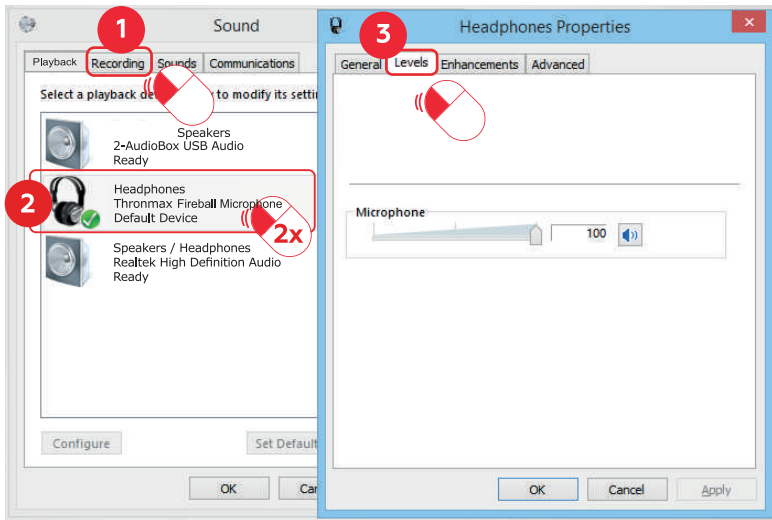 1
Sound
Playback
Recording
Sounds
Communications
Select a playback de
to modify its setti
Speakers
2-AudioBox USB Audio
Ready
2
Headphones
Thronmax Fireball Microphone
Default Device
2x
Speakers / Headphones
Realtek High Definition Audio
Ready
Configure
Set Default
OK
Ca
3
Headphones Properties
General
Levels
Enhancements
Advanced
Microphone
100
OK
Cancel
Apply